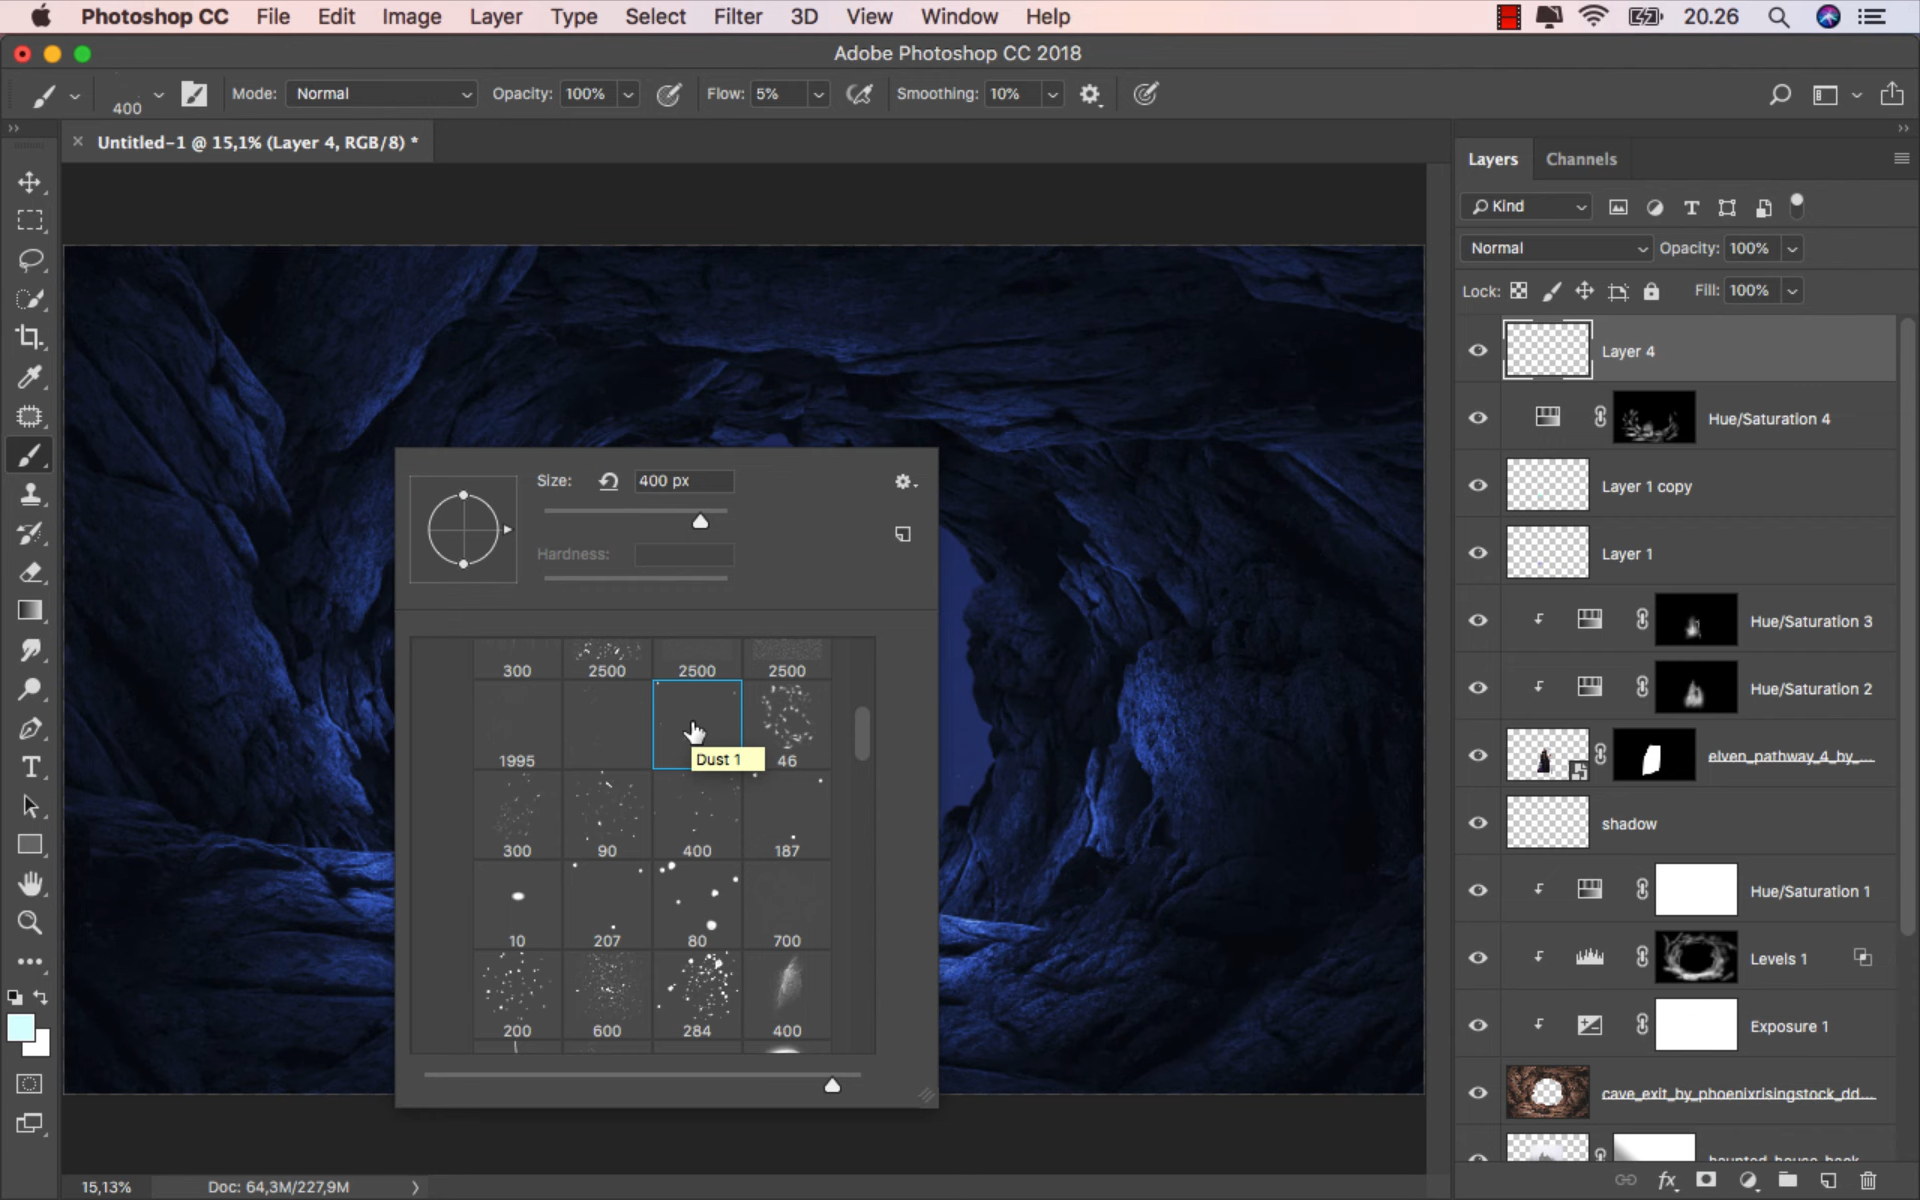 Photoshop CC File Edit Image Layer Type Select Filter 3D View Window Help 20.26
Adobe Photoshop CC 2018
400 Mode: Normal Opacity: 100% Flow: 5% Smoothing: 10%
Untitled-1 @ 15,1% (Layer 4, RGB/8) *
Layers Channels
Kind
Normal Opacity: 100%
Lock: Fill: 100%
Layer 4
Hue/Saturation 4
Layer 1 copy
Layer 1
Hue/Saturation 3
Hue/Saturation 2
elven_pathway_4_by_...
shadow
Hue/Saturation 1
Levels 1
Exposure 1
cave_exit_by_phoenixrisingstock_dd...
Size: 400 px
Hardness:
300 2500 2500 2500
1995 46
Dust 1
300 90 400 187
10 207 80 700
200 600 284 400
15,13% Doc: 64,3M/227,9M